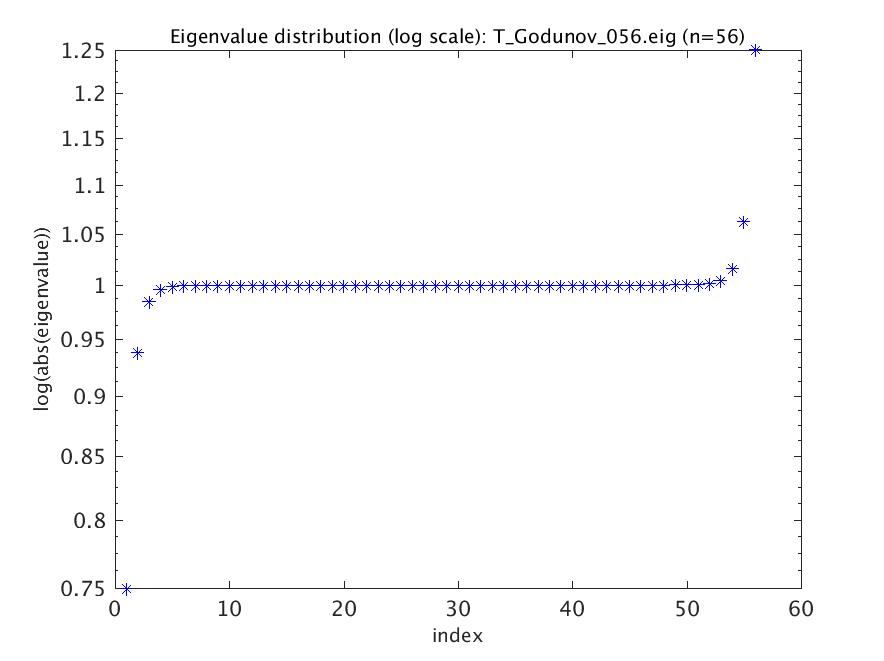 Eigenvalue distribution (log scale): T_Godunov_056.eig (n=56)
1.25
1.2
1.15
1.1
1.05
1
0.95
0.9
0.85
0.8
0.75
log(abs(eigenvalue))
0 10 20 30 40 50 60
index